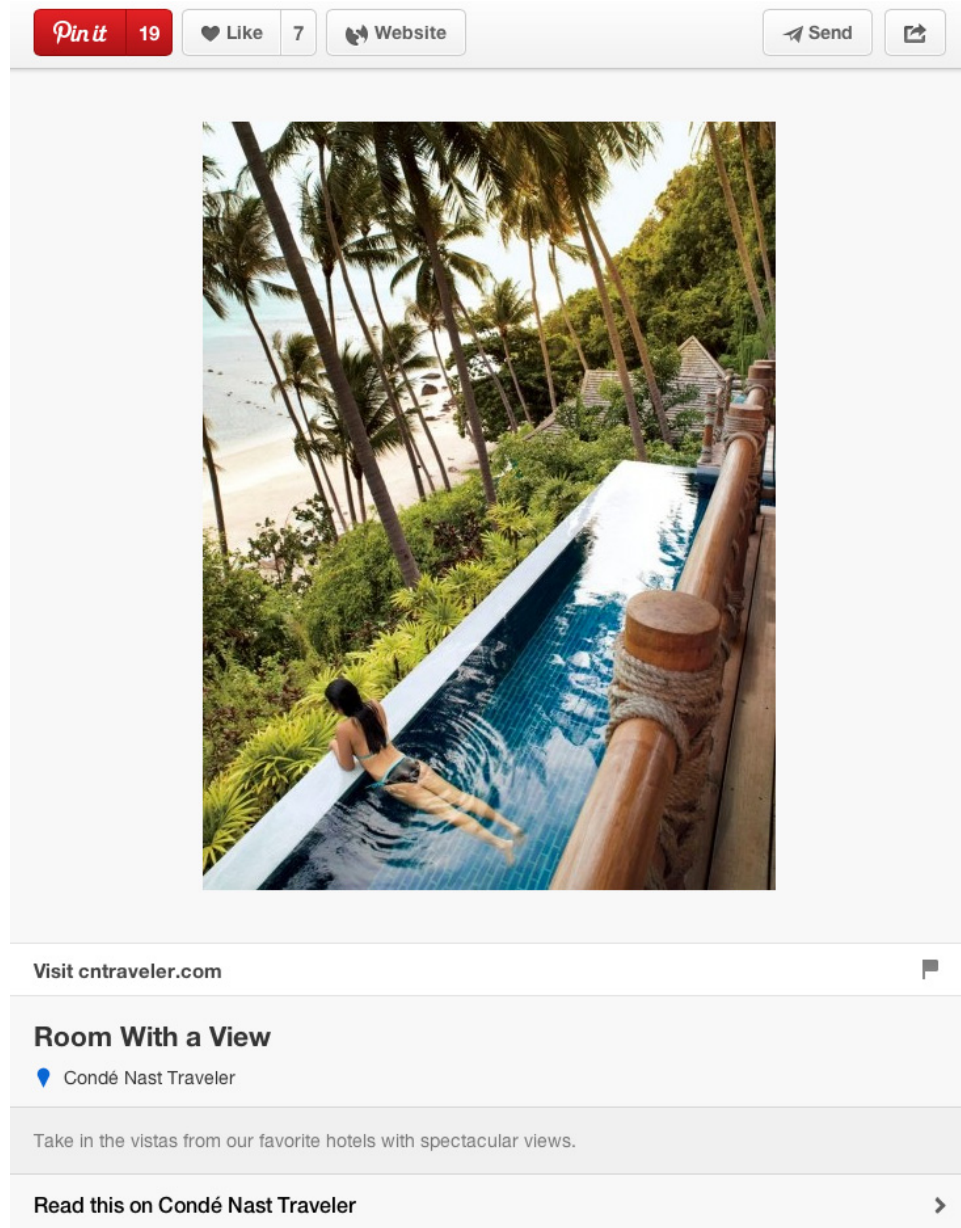 Pin it 19 Like 7 Website Send
Visit cntraveler.com
Room With a View
Condé Nast Traveler
Take in the vistas from our favorite hotels with spectacular views.
Read this on Condé Nast Traveler